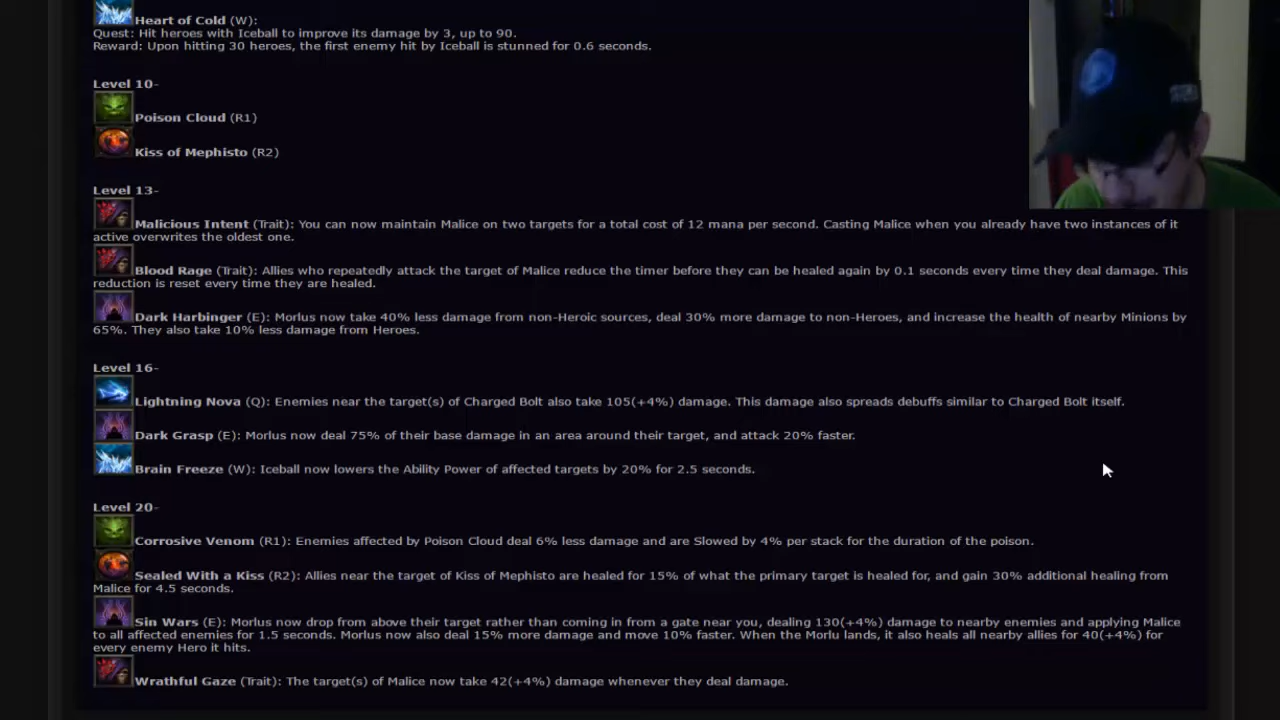 Heart of Cold (W):
Quest: Hit heroes with Iceball to improve its damage by 3, up to 90.
Reward: Upon hitting 30 heroes, the first enemy hit by Iceball is stunned for 0.6 seconds.
Level 10-
Poison Cloud (R1)
Kiss of Mephisto (R2)
Level 13-
Malicious Intent (Trait): You can now maintain Malice on two targets for a total cost of 12 mana per second. Casting Malice when you already have two instances of it
active overwrites the oldest one.
Blood Rage (Trait): Allies who repeatedly attack the target of Malice reduce the timer before they can be healed again by 0.1 seconds every time they deal damage. This
reduction is reset every time they are healed.
Dark Harbinger (E): Morlus now take 40% less damage from non-Heroic sources, deal 30% more damage to non-Heroes, and increase the health of nearby Minions by
65%. They also take 10% less damage from Heroes.
Level 16-
Lightning Nova (Q): Enemies near the target(s) of Charged Bolt also take 105(+4%) damage. This damage also spreads debuffs similar to Charged Bolt itself.
Dark Grasp (E): Morlus now deal 75% of their base damage in an area around their target, and attack 20% faster.
Brain Freeze (W): Iceball now lowers the Ability Power of affected targets by 20% for 2.5 seconds.
Level 20-
Corrosive Venom (R1): Enemies affected by Poison Cloud deal 6% less damage and are Slowed by 4% per stack for the duration of the poison.
Sealed With a Kiss (R2): Allies near the target of Kiss of Mephisto are healed for 15% of what the primary target is healed for, and gain 30% additional healing from
Malice for 4.5 seconds.
Sin Wars (E): Morlus now drop from above their target rather than coming in from a gate near you, dealing 130(+4%) damage to nearby enemies and applying Malice
to all affected enemies for 1.5 seconds. Morlus now also deal 15% more damage and move 10% faster. When the Morlu lands, it also heals all nearby allies for 40(+4%) for
every enemy Hero it hits.
Wrathful Gaze (Trait): The target(s) of Malice now take 42(+4%) damage whenever they deal damage.